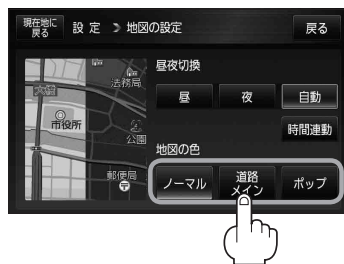 現在地に
戻る
設 定 > 地図の設定
戻る
昼夜切換
昼
夜
自動
時間連動
地図の色
ノーマル
道路
メイン
ポップ
法務局
市役所
公園
郵便局